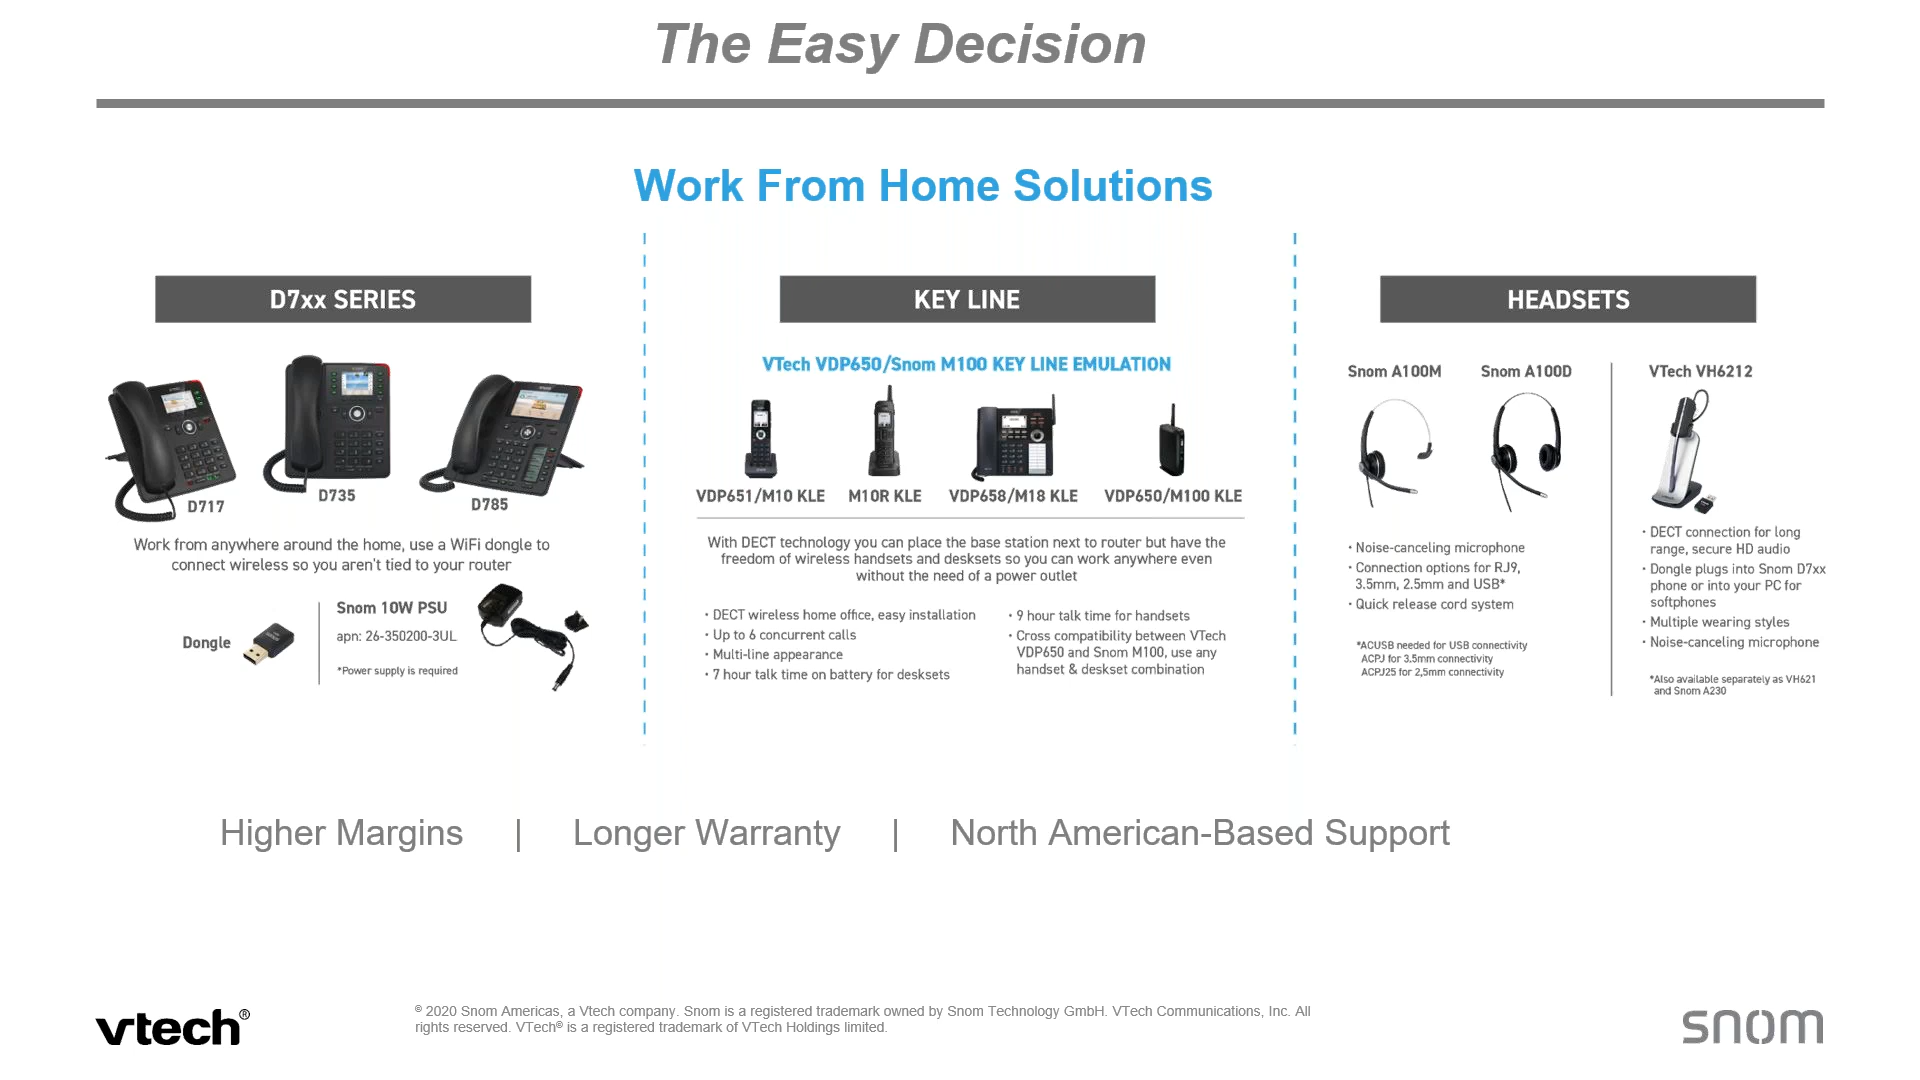 The Easy Decision
Work From Home Solutions
D7xx SERIES
D717
D735
D785
Work from anywhere around the home, use a WiFi dongle to
connect wireless so you aren't tied to your router
Dongle
Snom 10W PSU
apn: 26-350200-3UL
*Power supply is required
KEY LINE
VTech VDP650/Snom M100 KEY LINE EMULATION
VDP651/M10 KLE
M10R KLE
VDP658/M18 KLE
VDP650/M100 KLE
With DECT technology you can place the base station next to router but have the
freedom of wireless handsets and desksets so you can work anywhere even
without the need of a power outlet
· DECT wireless home office, easy installation
· Up to 6 concurrent calls
· Multi-line appearance
· 7 hour talk time on battery for desksets
· 9 hour talk time for handsets
· Cross compatibility between VTech
VDP650 and Snom M100, use any
handset & deskset combination
HEADSETS
Snom A100M
Snom A100D
· Noise-canceling microphone
· Connection options for RJ9,
3.5mm, 2.5mm and USB*
· Quick release cord system
*ACUSB needed for USB connectivity
ACPJ for 3.5mm connectivity
ACPJ25 for 2,5mm connectivity
VTech VH6212
· DECT connection for long
range, secure HD audio
· Dongle plugs into Snom D7xx
phone or into your PC for
softphones
· Multiple wearing styles
· Noise-canceling microphone
*Also available separately as VH621
and Snom A230
Higher Margins | Longer Warranty | North American-Based Support
vtech®
® 2020 Snom Americas, a Vtech company. Snom is a registered trademark owned by Snom Technology GmbH. VTech Communications, Inc. All
rights reserved. VTech® is a registered trademark of VTech Holdings limited.
snom